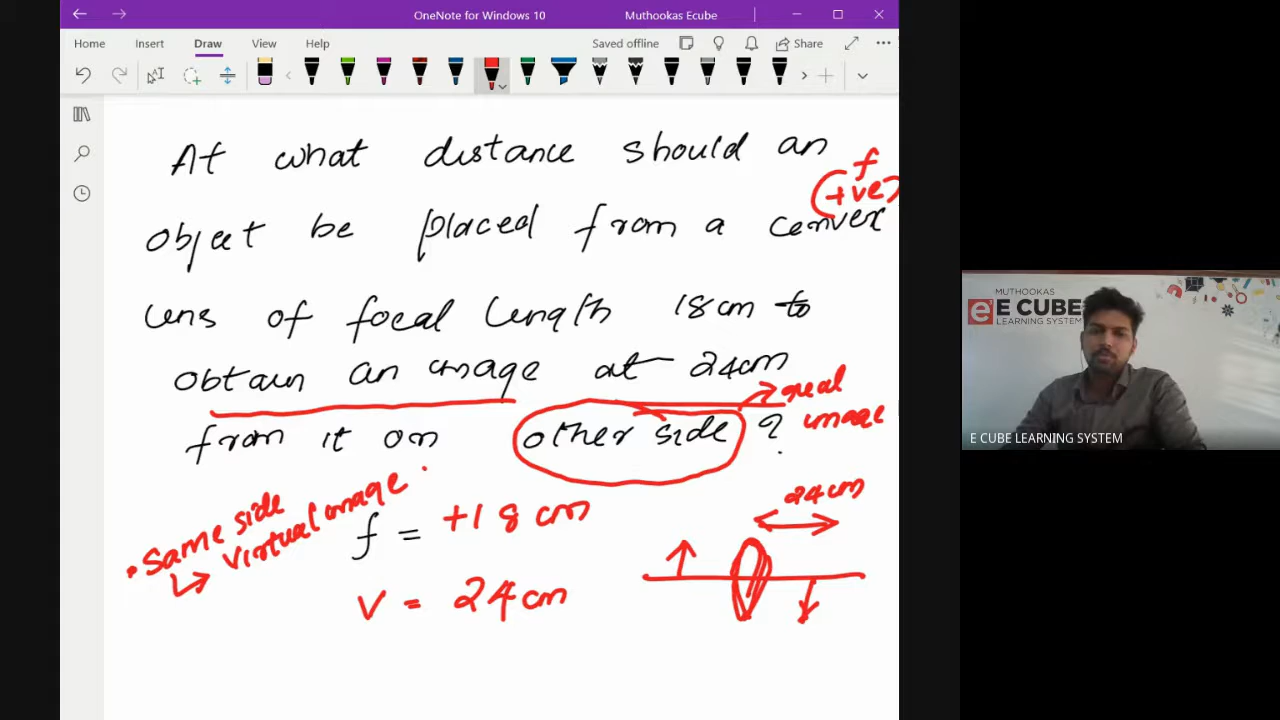 OneNote for Windows 10
Muthookas Ecube
Home Insert Draw View Help
Saved offline
Share
At what distance should an
f
(+ve)
object be placed from a convex
lens of focal length 18cm to
obtain an image at 24cm
real
image
from it on other side ?
Same side
virtual image
f = +18 cm
v = 24 cm
24cm
MUTHOOKAS
e E CUBE
LEARNING SYSTEM
E CUBE LEARNING SYSTEM